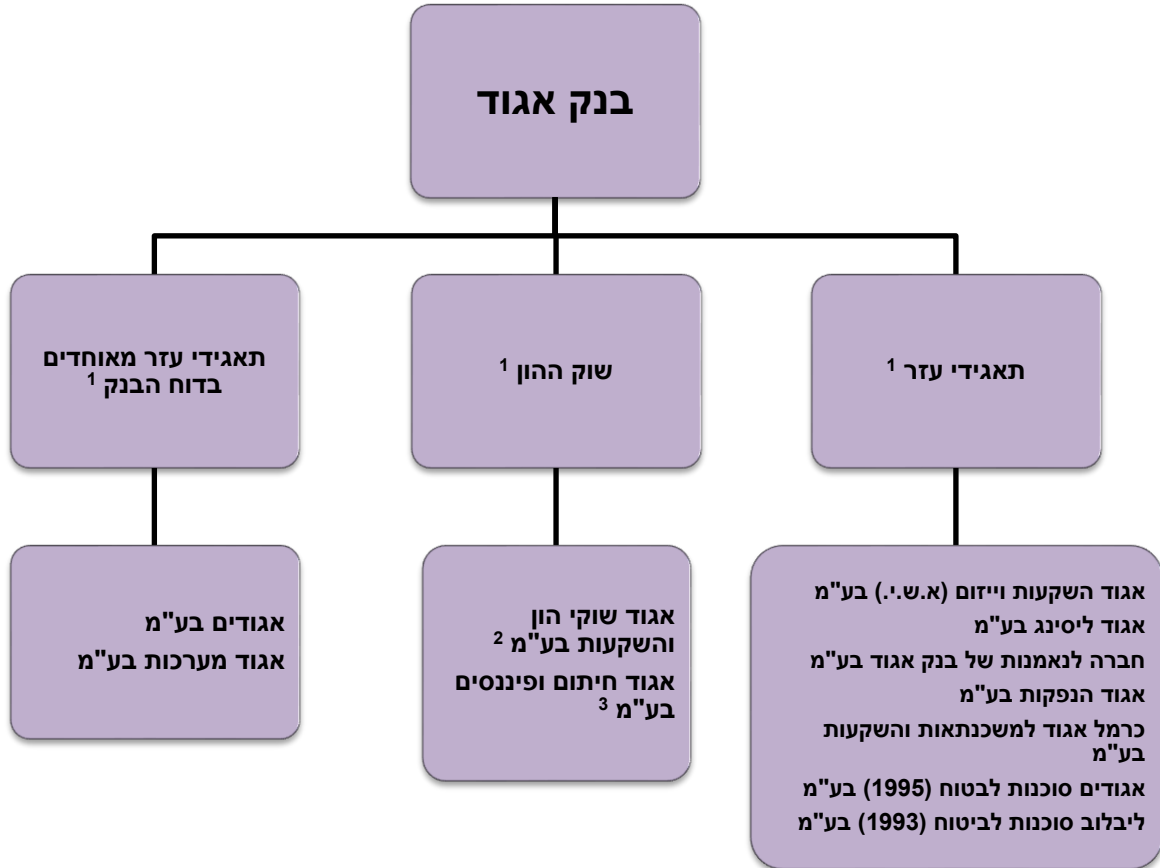 בנק אגוד
תאגידי עזר ¹
שוק ההון ¹
תאגידי עזר מאוחדים
בדוח הבנק ¹
אגוד השקעות וייזום (א.ש.י.) בע"מ
אגוד ליסינג בע"מ
חברה לנאמנות של בנק אגוד בע"מ
אגוד הנפקות בע"מ
כרמל אגוד למשכנתאות והשקעות
בע"מ
אגודים סוכנות לבטוח (1995) בע"מ
ליבלוב סוכנות לביטוח (1993) בע"מ
אגוד שוקי הון
והשקעות בע"מ ²
אגוד חיתום ופיננסים
בע"מ ³
אגודים בע"מ
אגוד מערכות בע"מ